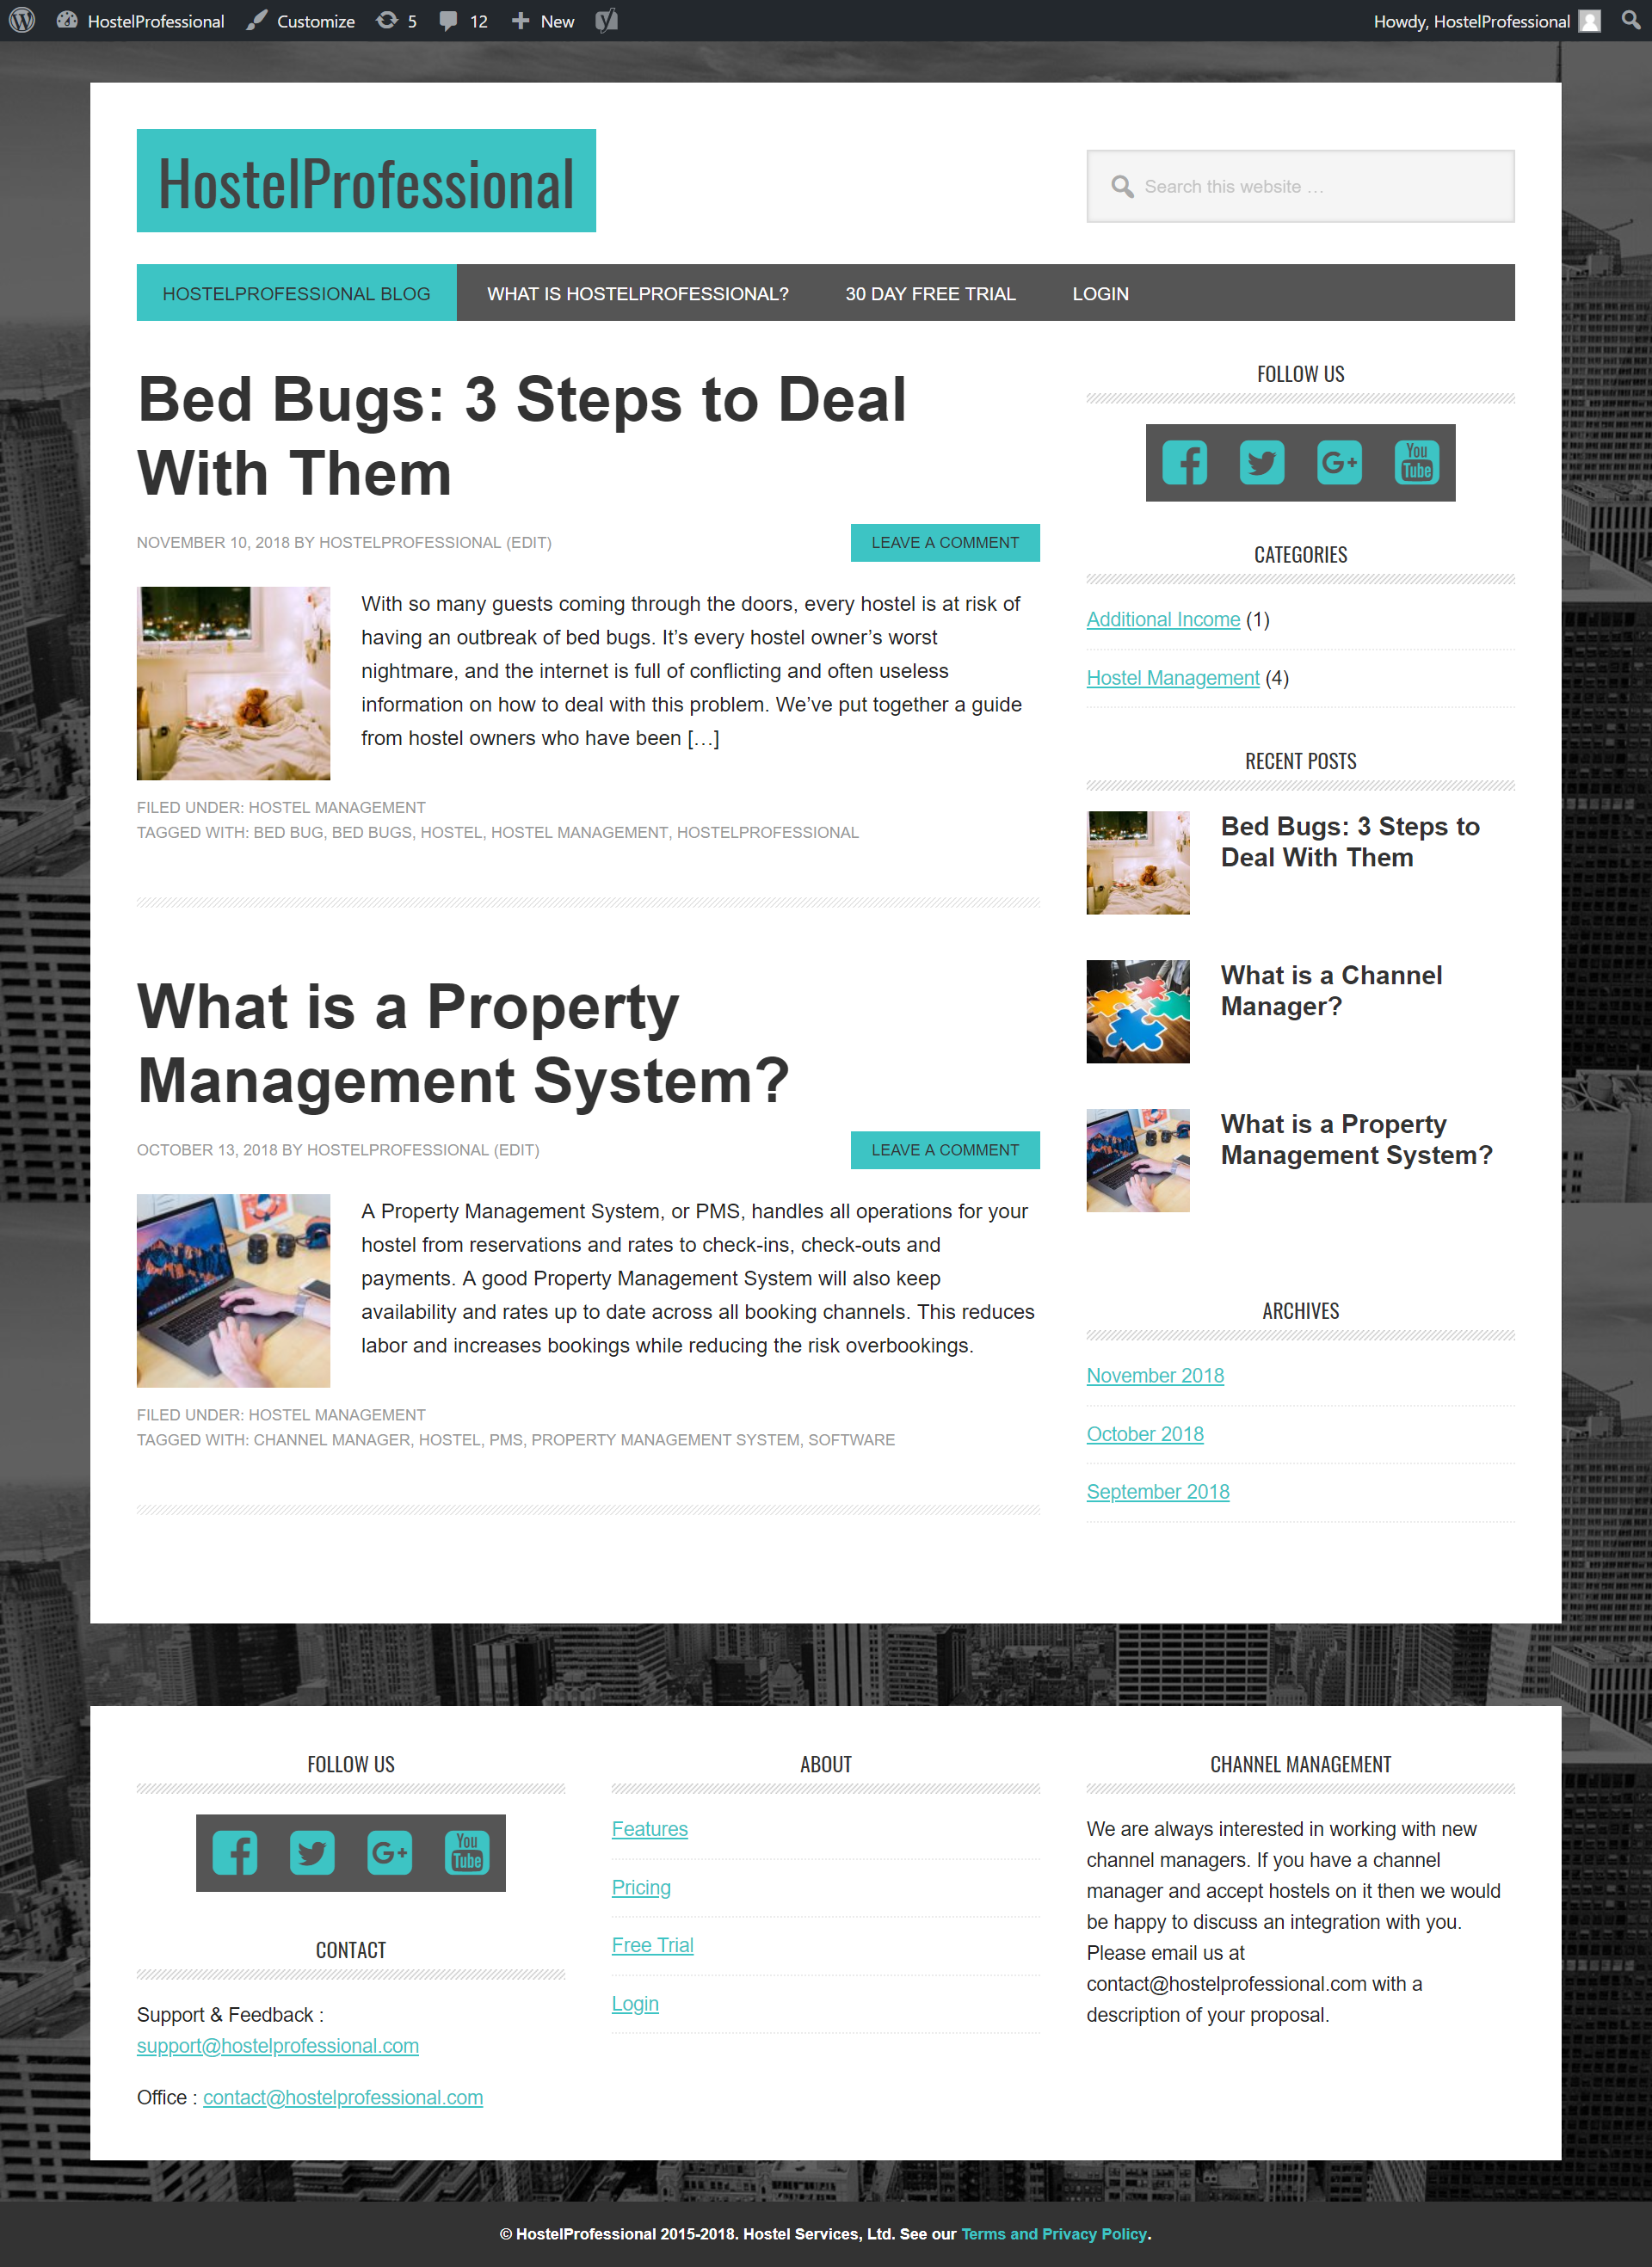 HostelProfessional Customize 5 12 New Howdy, HostelProfessional
HostelProfessional
Search this website …
HOSTELPROFESSIONAL BLOG WHAT IS HOSTELPROFESSIONAL? 30 DAY FREE TRIAL LOGIN
Bed Bugs: 3 Steps to Deal
With Them
NOVEMBER 10, 2018 BY HOSTELPROFESSIONAL (EDIT) LEAVE A COMMENT
With so many guests coming through the doors, every hostel is at risk of
having an outbreak of bed bugs. It’s every hostel owner’s worst
nightmare, and the internet is full of conflicting and often useless
information on how to deal with this problem. We’ve put together a guide
from hostel owners who have been […]
FILED UNDER: HOSTEL MANAGEMENT
TAGGED WITH: BED BUG, BED BUGS, HOSTEL, HOSTEL MANAGEMENT, HOSTELPROFESSIONAL
What is a Property
Management System?
OCTOBER 13, 2018 BY HOSTELPROFESSIONAL (EDIT) LEAVE A COMMENT
A Property Management System, or PMS, handles all operations for your
hostel from reservations and rates to check-ins, check-outs and
payments. A good Property Management System will also keep
availability and rates up to date across all booking channels. This reduces
labor and increases bookings while reducing the risk overbookings.
FILED UNDER: HOSTEL MANAGEMENT
TAGGED WITH: CHANNEL MANAGER, HOSTEL, PMS, PROPERTY MANAGEMENT SYSTEM, SOFTWARE
FOLLOW US
You
Tube
CATEGORIES
Additional Income (1)
Hostel Management (4)
RECENT POSTS
Bed Bugs: 3 Steps to
Deal With Them
What is a Channel
Manager?
What is a Property
Management System?
ARCHIVES
November 2018
October 2018
September 2018
FOLLOW US
You
Tube
CONTACT
Support & Feedback :
support@hostelprofessional.com
Office : contact@hostelprofessional.com
ABOUT
Features
Pricing
Free Trial
Login
CHANNEL MANAGEMENT
We are always interested in working with new
channel managers. If you have a channel
manager and accept hostels on it then we would
be happy to discuss an integration with you.
Please email us at
contact@hostelprofessional.com with a
description of your proposal.
© HostelProfessional 2015-2018. Hostel Services, Ltd. See our Terms and Privacy Policy.